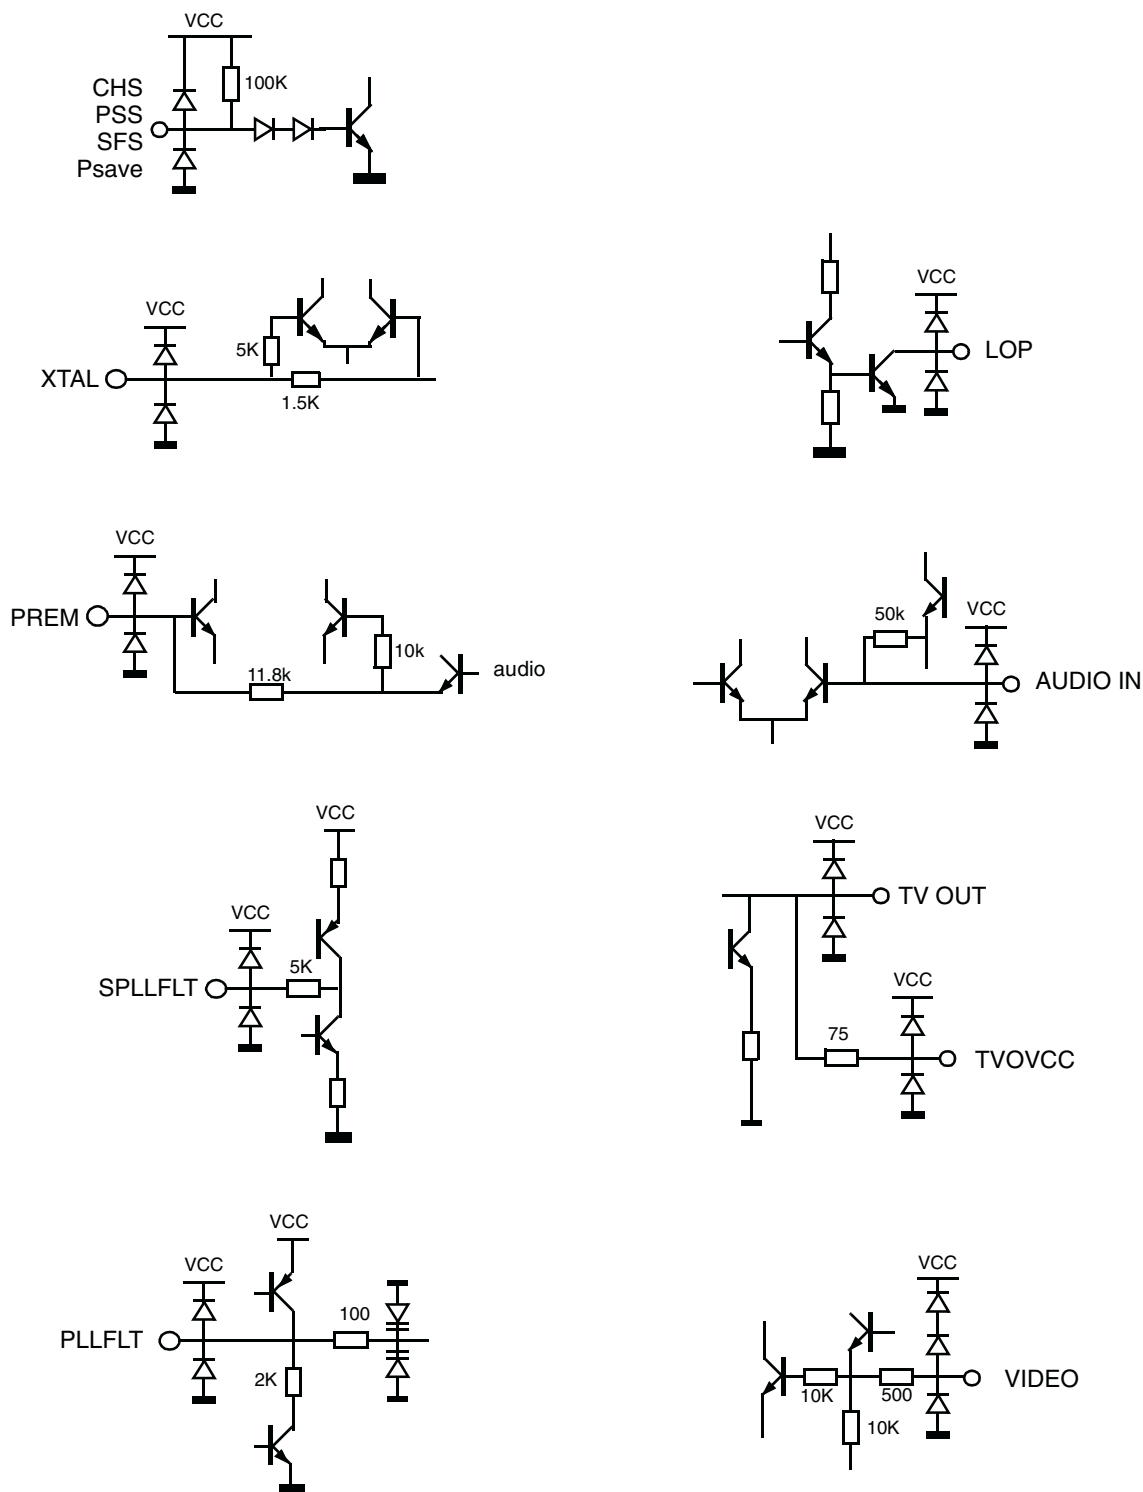 VCC
100K
CHS
PSS
SFS
Psave
VCC
5K
XTAL
1.5K
VCC
LOP
VCC
PREM
10k
11.8k
audio
50k
VCC
AUDIO IN
VCC
VCC
5K
SPLLFLT
VCC
TV OUT
VCC
75
TVOVCC
VCC
VCC
100
PLLFLT
2K
VCC
VIDEO
10K
500
10K